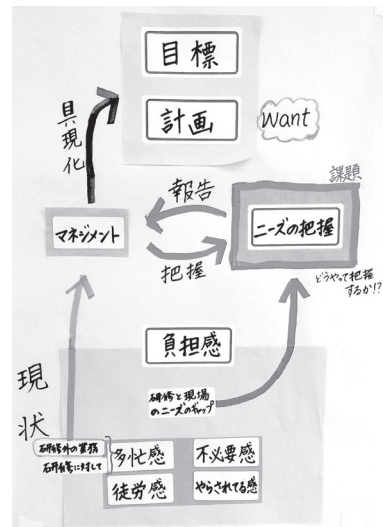 目標
計画
Want
具現化
課題
報告
マネジメント
ニーズの把握
把握
どうやって把握
するか!?
負担感
現状
研修と現場
のニーズのギャップ
研修外の業務
研修に対して
多忙感
不必要感
徒労感
やらされてる感